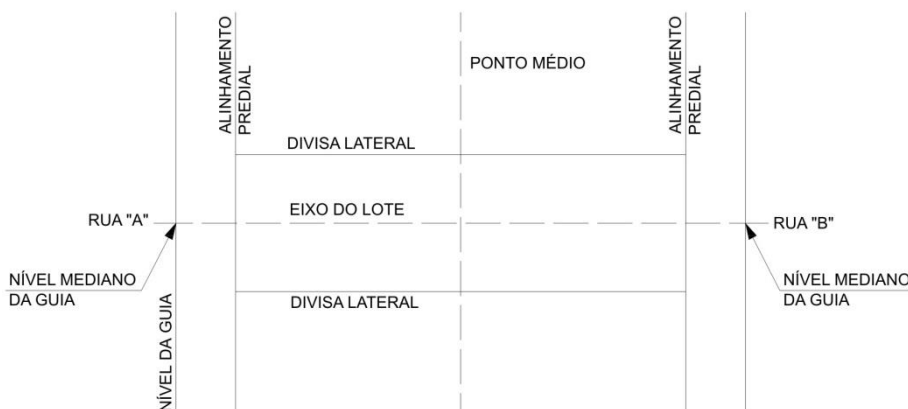 ALINHAMENTO
PREDIAL
PONTO MÉDIO
ALINHAMENTO
PREDIAL
DIVISA LATERAL
RUA "A"
EIXO DO LOTE
RUA "B"
NÍVEL MEDIANO
DA GUIA
NÍVEL DA GUIA
DIVISA LATERAL
NÍVEL MEDIANO
DA GUIA